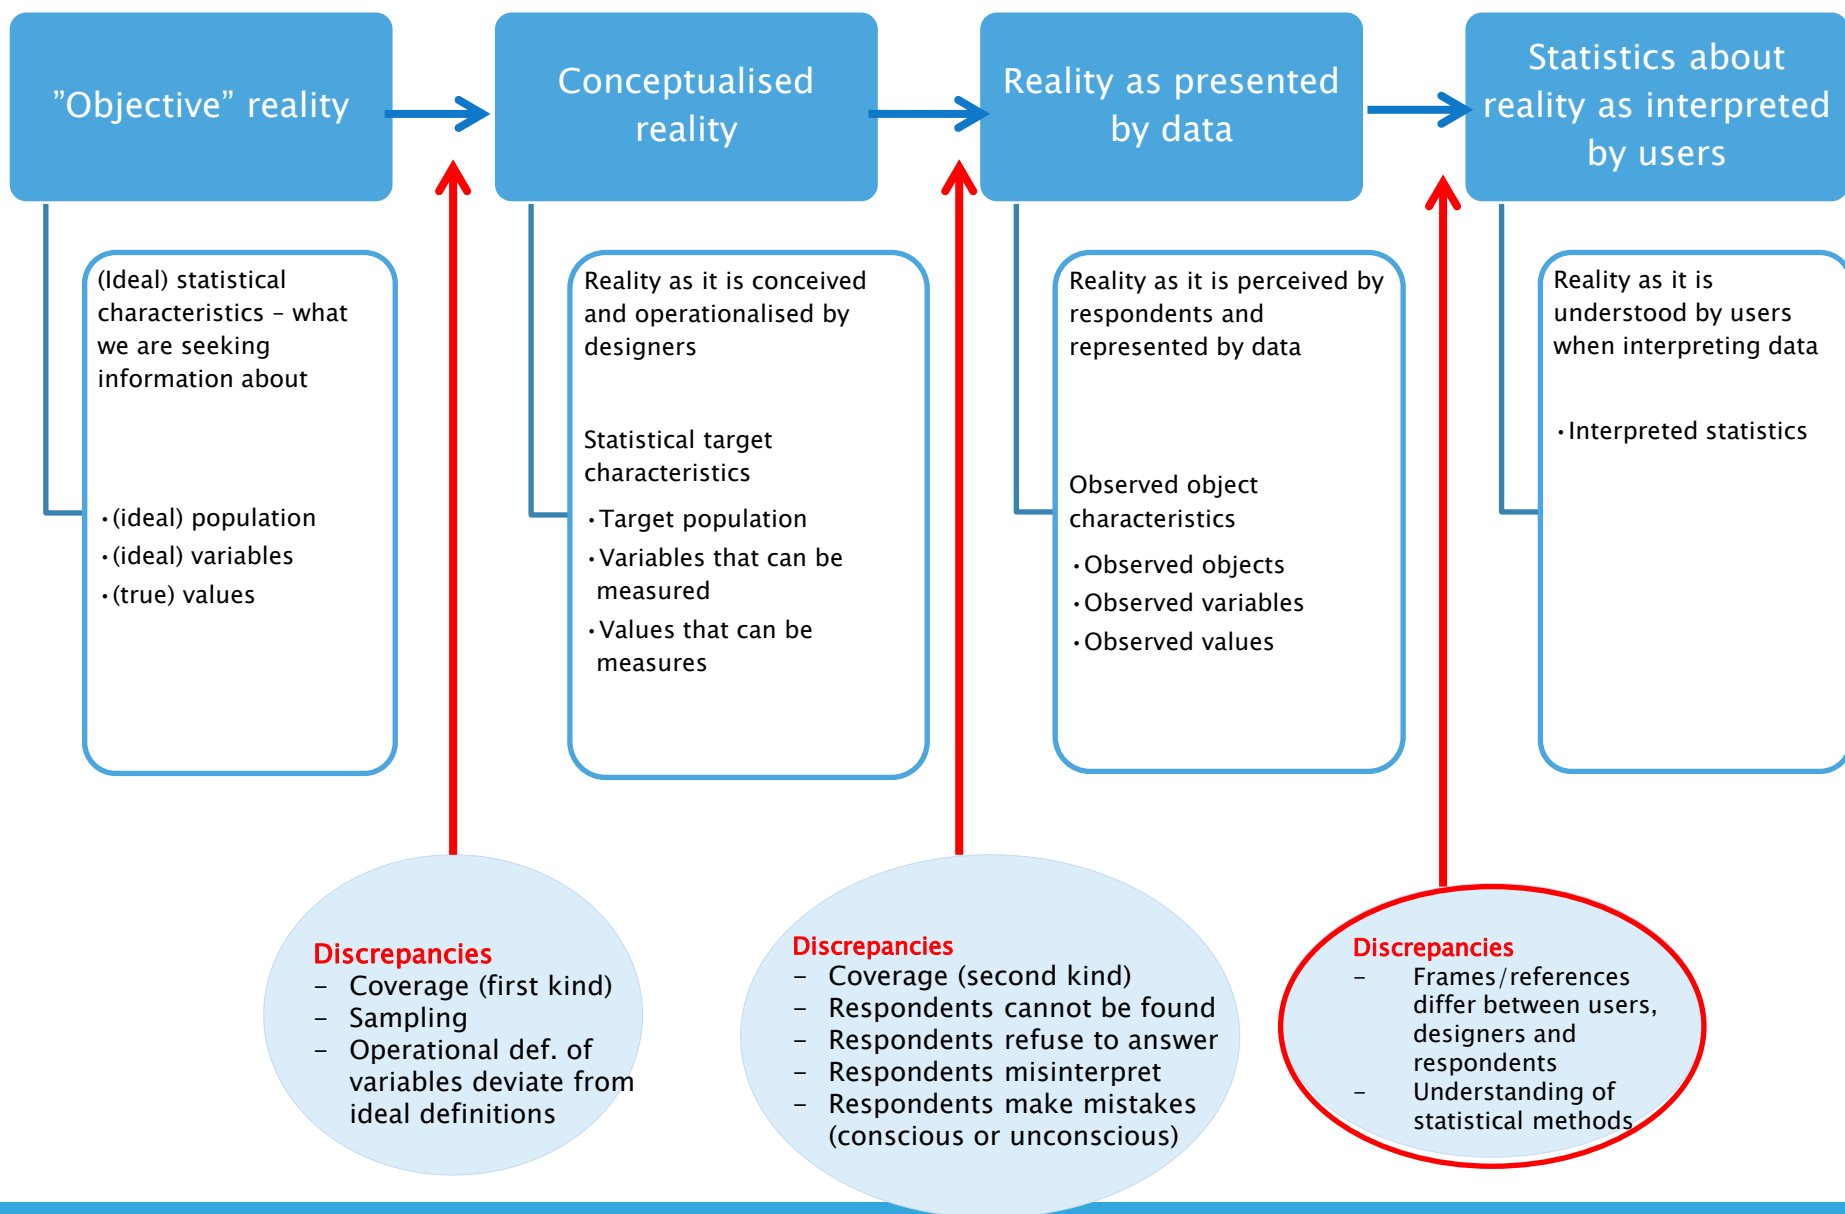 ”Objective” reality
Conceptualised
reality
Reality as presented
by data
Statistics about
reality as interpreted
by users
(Ideal) statistical
characteristics – what
we are seeking
information about
•(ideal) population
•(ideal) variables
•(true) values
Reality as it is conceived
and operationalised by
designers
Statistical target
characteristics
•Target population
•Variables that can be
measured
•Values that can be
measures
Reality as it is perceived by
respondents and
represented by data
Observed object
characteristics
•Observed objects
•Observed variables
•Observed values
Reality as it is
understood by users
when interpreting data
•Interpreted statistics
Discrepancies
– Coverage (first kind)
– Sampling
– Operational def. of
variables deviate from
ideal definitions
Discrepancies
– Coverage (second kind)
– Respondents cannot be found
– Respondents refuse to answer
– Respondents misinterpret
– Respondents make mistakes
(conscious or unconscious)
Discrepancies
– Frames/references
differ between users,
designers and
respondents
– Understanding of
statistical methods